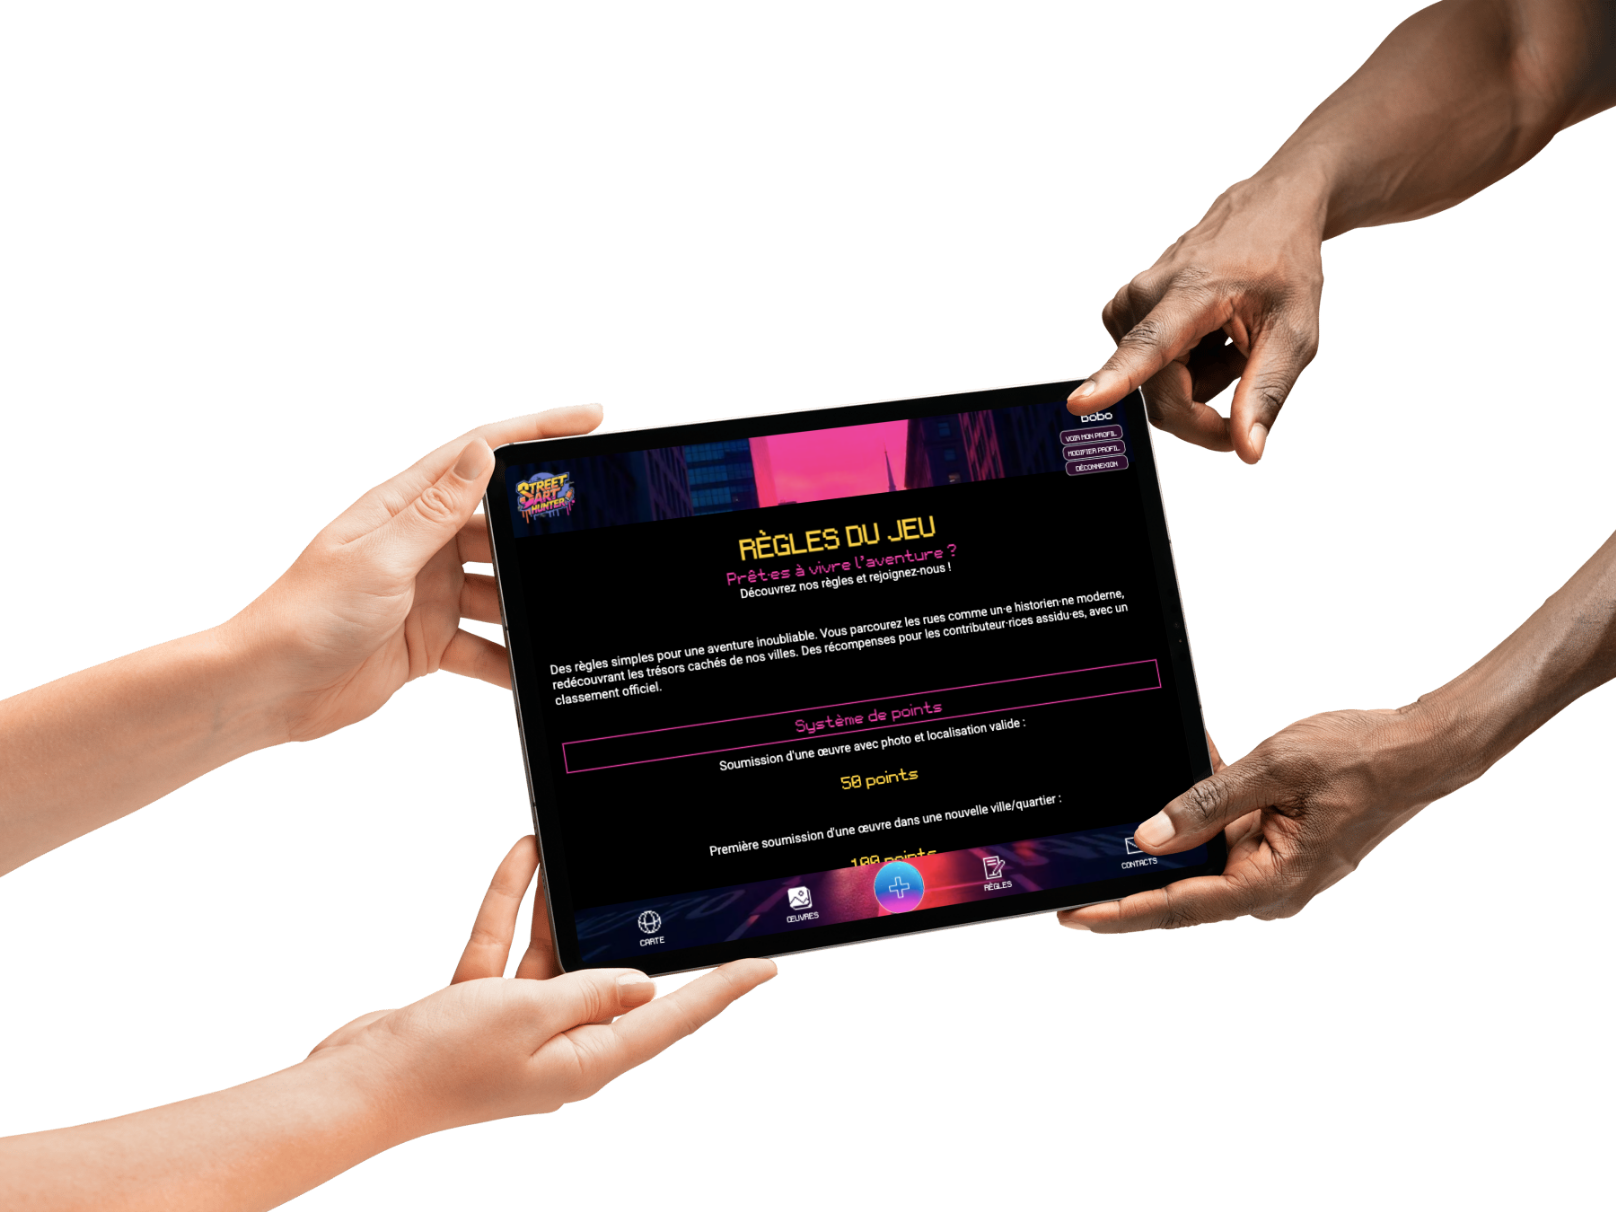 STREET
ART
HUNTER
bobo
VOIR MON PROFIL
MODIFIER PROFIL
DÉCONNEXION
RÈGLES DU JEU
Prêt·es à vivre l'aventure ?
Découvrez nos règles et rejoignez-nous !
Des règles simples pour une aventure inoubliable. Vous parcourez les rues comme un·e historien·ne moderne,
redécouvrant les trésors cachés de nos villes. Des récompenses pour les contributeur·rices assidu·es, avec un
classement officiel.
Système de points
Soumission d'une œuvre avec photo et localisation valide :
50 points
Première soumission d'une œuvre dans une nouvelle ville/quartier :
100 points
CARTE
ŒUVRES
RÈGLES
CONTACTS